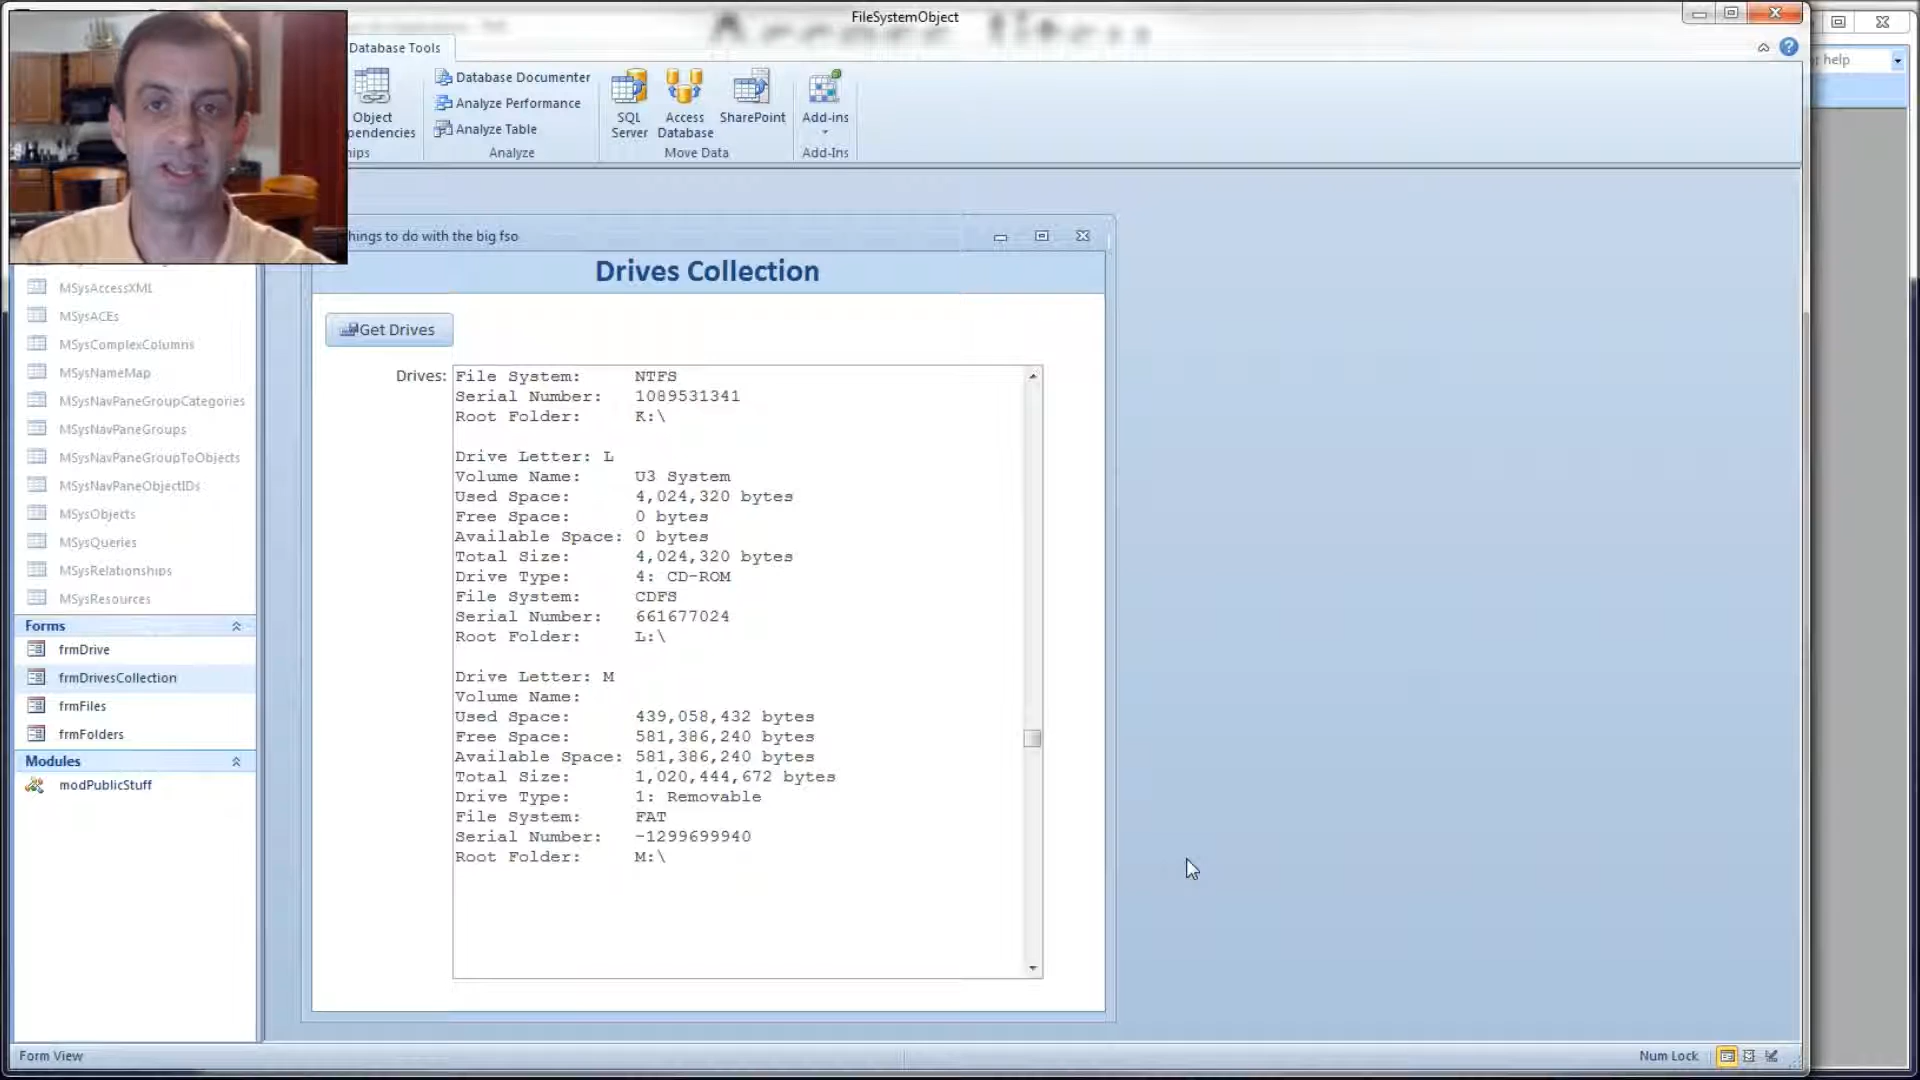 FileSystemObject
Database Tools
Object
pendencies
Database Documenter
Analyze Performance
Analyze Table
Analyze
SQL
Server
Access
Database
SharePoint
Move Data
Add-ins
Add-Ins
help
hings to do with the big fso
Drives Collection
Get Drives
Drives:
File System: NTFS
Serial Number: 1089531341
Root Folder: K:\
Drive Letter: L
Volume Name: U3 System
Used Space: 4,024,320 bytes
Free Space: 0 bytes
Available Space: 0 bytes
Total Size: 4,024,320 bytes
Drive Type: 4: CD-ROM
File System: CDFS
Serial Number: 661677024
Root Folder: L:\
Drive Letter: M
Volume Name:
Used Space: 439,058,432 bytes
Free Space: 581,386,240 bytes
Available Space: 581,386,240 bytes
Total Size: 1,020,444,672 bytes
Drive Type: 1: Removable
File System: FAT
Serial Number: -1299699940
Root Folder: M:\
MSysAccessXML
MSysACEs
MSysComplexColumns
MSysNameMap
MSysNavPaneGroupCategories
MSysNavPaneGroups
MSysNavPaneGroupToObjects
MSysNavPaneObjectIDs
MSysObjects
MSysQueries
MSysRelationships
MSysResources
Forms
frmDrive
frmDrivesCollection
frmFiles
frmFolders
Modules
modPublicStuff
Form View
Num Lock